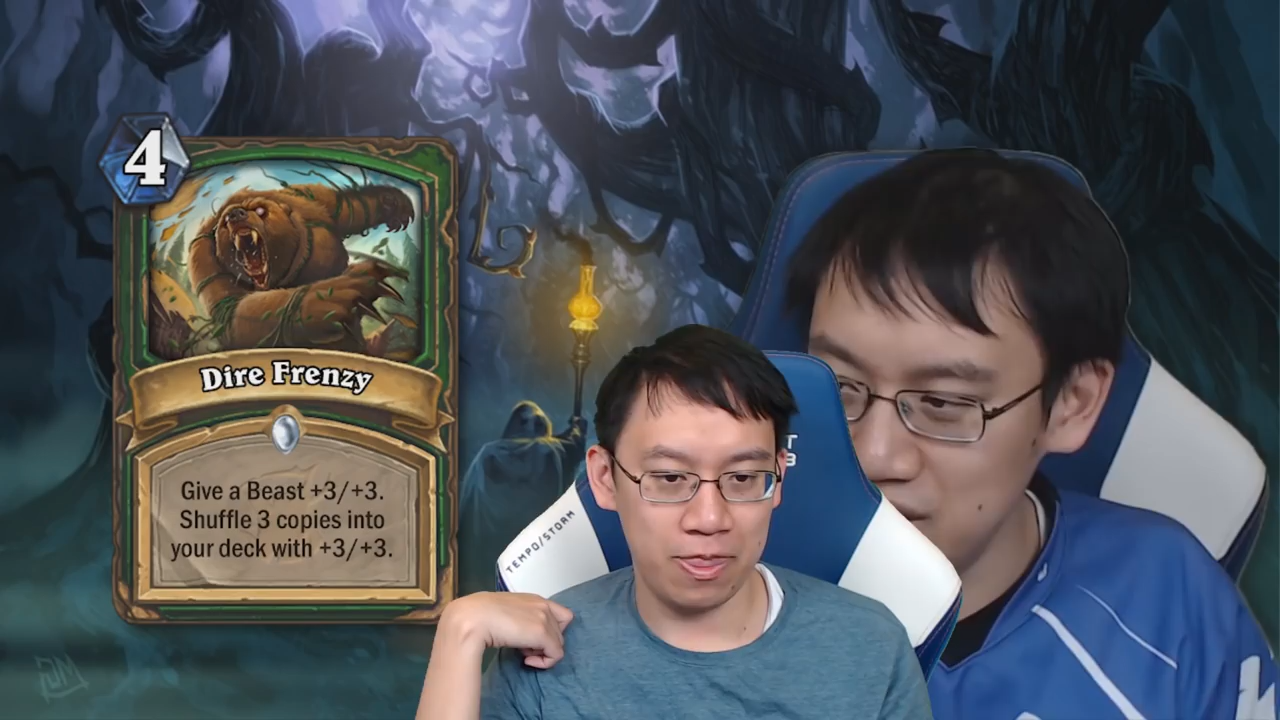 4
Dire Frenzy
Give a Beast +3/+3.
Shuffle 3 copies into
your deck with +3/+3.
TEMPO/STORM